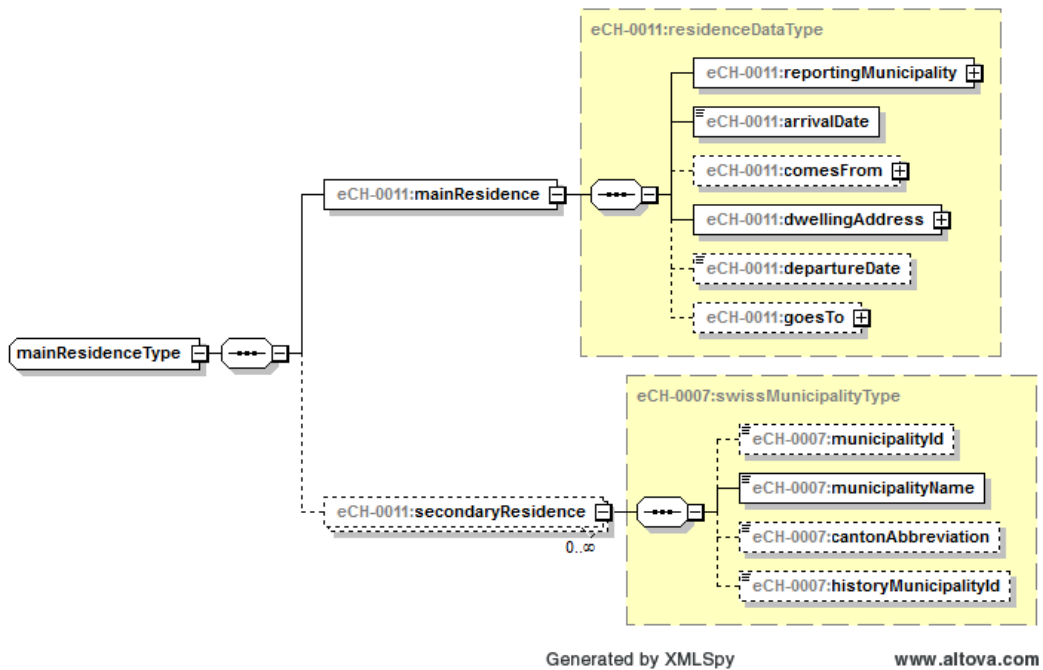 eCH-0011:residenceDataType
eCH-0011:reportingMunicipality
eCH-0011:arrivalDate
eCH-0011:comesFrom
eCH-0011:mainResidence
eCH-0011:dwellingAddress
eCH-0011:departureDate
eCH-0011:goesTo
mainResidenceType
eCH-0007:swissMunicipalityType
eCH-0007:municipalityId
eCH-0007:municipalityName
eCH-0011:secondaryResidence
0..∞
eCH-0007:cantonAbbreviation
eCH-0007:historyMunicipalityId
Generated by XMLSpy www.altova.com